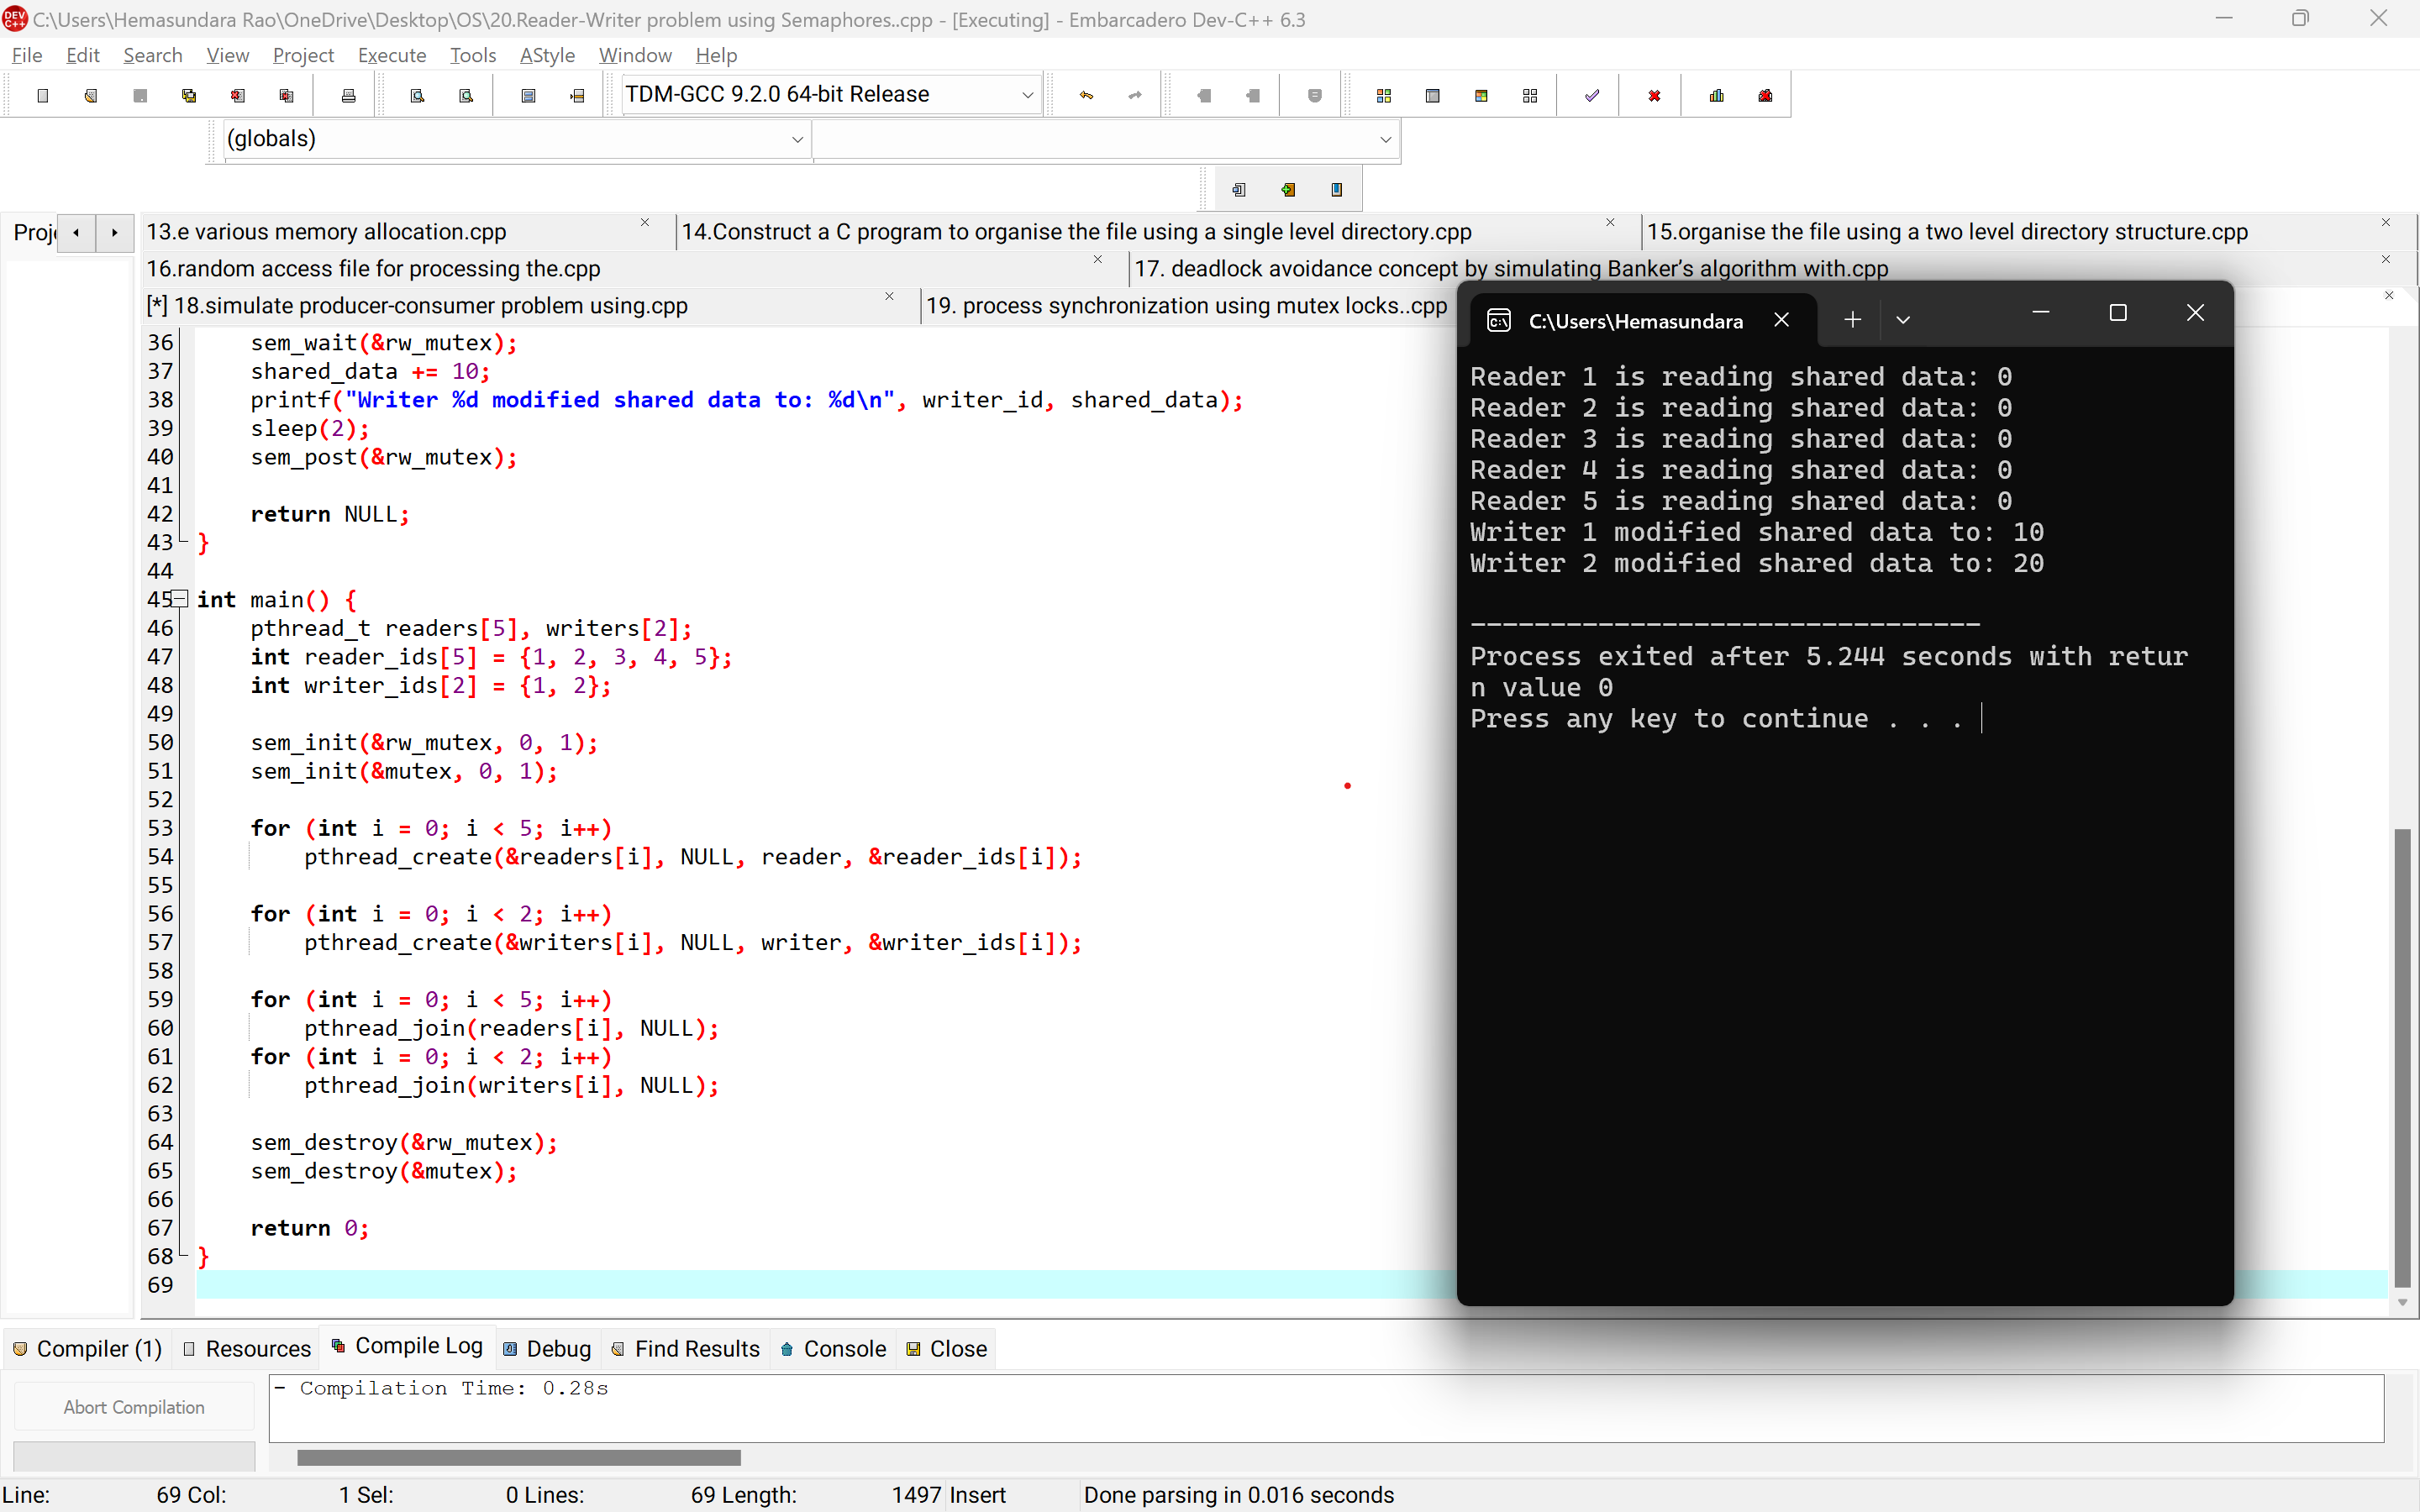 C:\Users\Hemasundara Rao\OneDrive\Desktop\OS\20.Reader-Writer problem using Semaphores..cpp - [Executing] - Embarcadero Dev-C++ 6.3
File Edit Search View Project Execute Tools AStyle Window Help
TDM-GCC 9.2.0 64-bit Release
(globals)
Proj
13.e various memory allocation.cpp
14.Construct a C program to organise the file using a single level directory.cpp
15.organise the file using a two level directory structure.cpp
16.random access file for processing the.cpp
17. deadlock avoidance concept by simulating Banker's algorithm with.cpp
[*] 18.simulate producer-consumer problem using.cpp
19. process synchronization using mutex locks..cpp
36 sem_wait(&rw_mutex);
37 shared_data += 10;
38 printf("Writer %d modified shared data to: %d\n", writer_id, shared_data);
39 sleep(2);
40 sem_post(&rw_mutex);
41
42 return NULL;
43 }
44
45 int main() {
46 pthread_t readers[5], writers[2];
47 int reader_ids[5] = {1, 2, 3, 4, 5};
48 int writer_ids[2] = {1, 2};
49
50 sem_init(&rw_mutex, 0, 1);
51 sem_init(&mutex, 0, 1);
52
53 for (int i = 0; i < 5; i++)
54 pthread_create(&readers[i], NULL, reader, &reader_ids[i]);
55
56 for (int i = 0; i < 2; i++)
57 pthread_create(&writers[i], NULL, writer, &writer_ids[i]);
58
59 for (int i = 0; i < 5; i++)
60 pthread_join(readers[i], NULL);
61 for (int i = 0; i < 2; i++)
62 pthread_join(writers[i], NULL);
63
64 sem_destroy(&rw_mutex);
65 sem_destroy(&mutex);
66
67 return 0;
68 }
69
C:\Users\Hemasundara
Reader 1 is reading shared data: 0
Reader 2 is reading shared data: 0
Reader 3 is reading shared data: 0
Reader 4 is reading shared data: 0
Reader 5 is reading shared data: 0
Writer 1 modified shared data to: 10
Writer 2 modified shared data to: 20
--------------------------------
Process exited after 5.244 seconds with retur
n value 0
Press any key to continue . . .
Compiler (1) Resources Compile Log Debug Find Results Console Close
Abort Compilation
- Compilation Time: 0.28s
Line: 69 Col: 1 Sel: 0 Lines: 69 Length: 1497 Insert Done parsing in 0.016 seconds